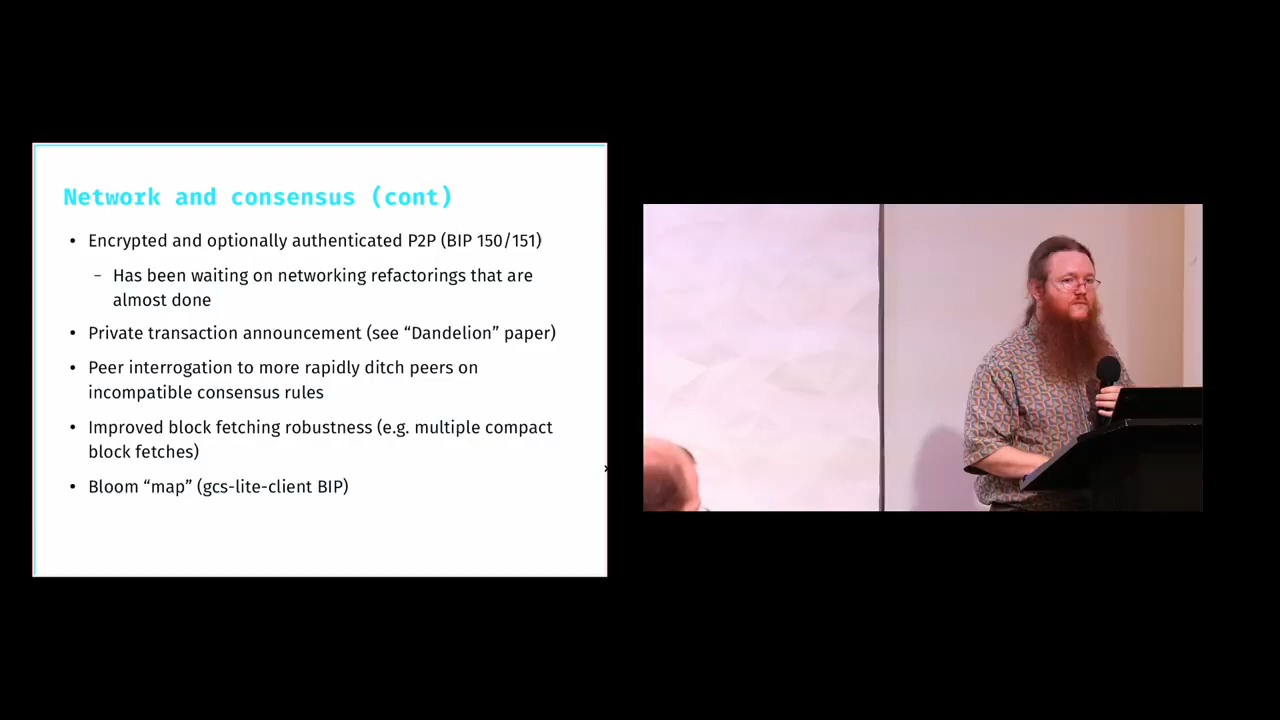 Network and consensus (cont)
• Encrypted and optionally authenticated P2P (BIP 150/151)
– Has been waiting on networking refactorings that are
almost done
• Private transaction announcement (see “Dandelion” paper)
• Peer interrogation to more rapidly ditch peers on
incompatible consensus rules
• Improved block fetching robustness (e.g. multiple compact
block fetches)
• Bloom “map” (gcs-lite-client BIP)